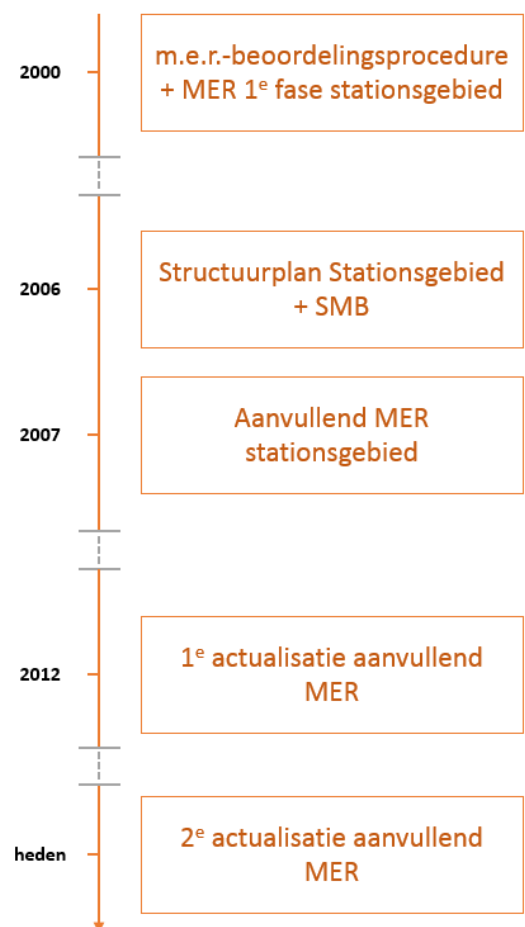 2000
m.e.r.-beoordelingsprocedure
+ MER 1ᵉ fase stationsgebied
2006
Structuurplan Stationsgebied
+ SMB
2007
Aanvullend MER
stationsgebied
2012
1ᵉ actualisatie aanvullend
MER
heden
2ᵉ actualisatie aanvullend
MER